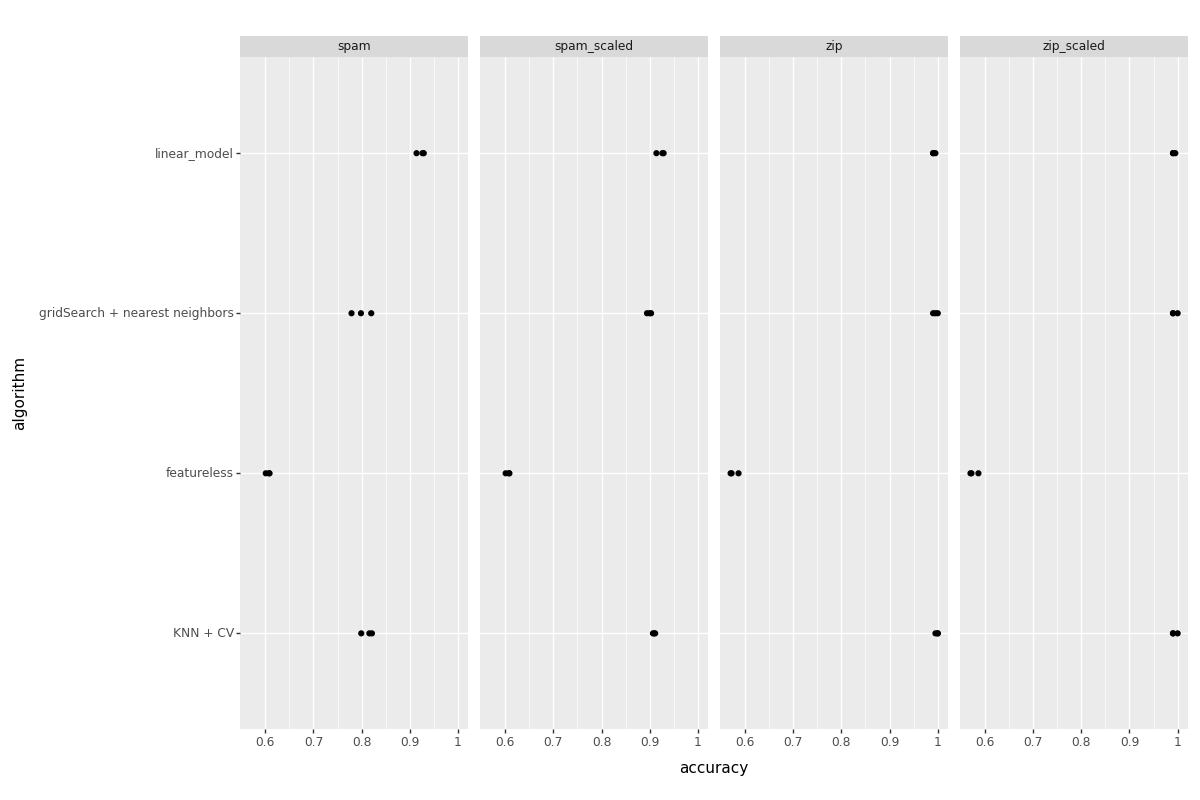 spam spam_scaled zip zip_scaled
linear_model
gridSearch + nearest neighbors
algorithm
featureless
KNN + CV
0.6 0.7 0.8 0.9 1 0.6 0.7 0.8 0.9 1 0.6 0.7 0.8 0.9 1 0.6 0.7 0.8 0.9 1
accuracy